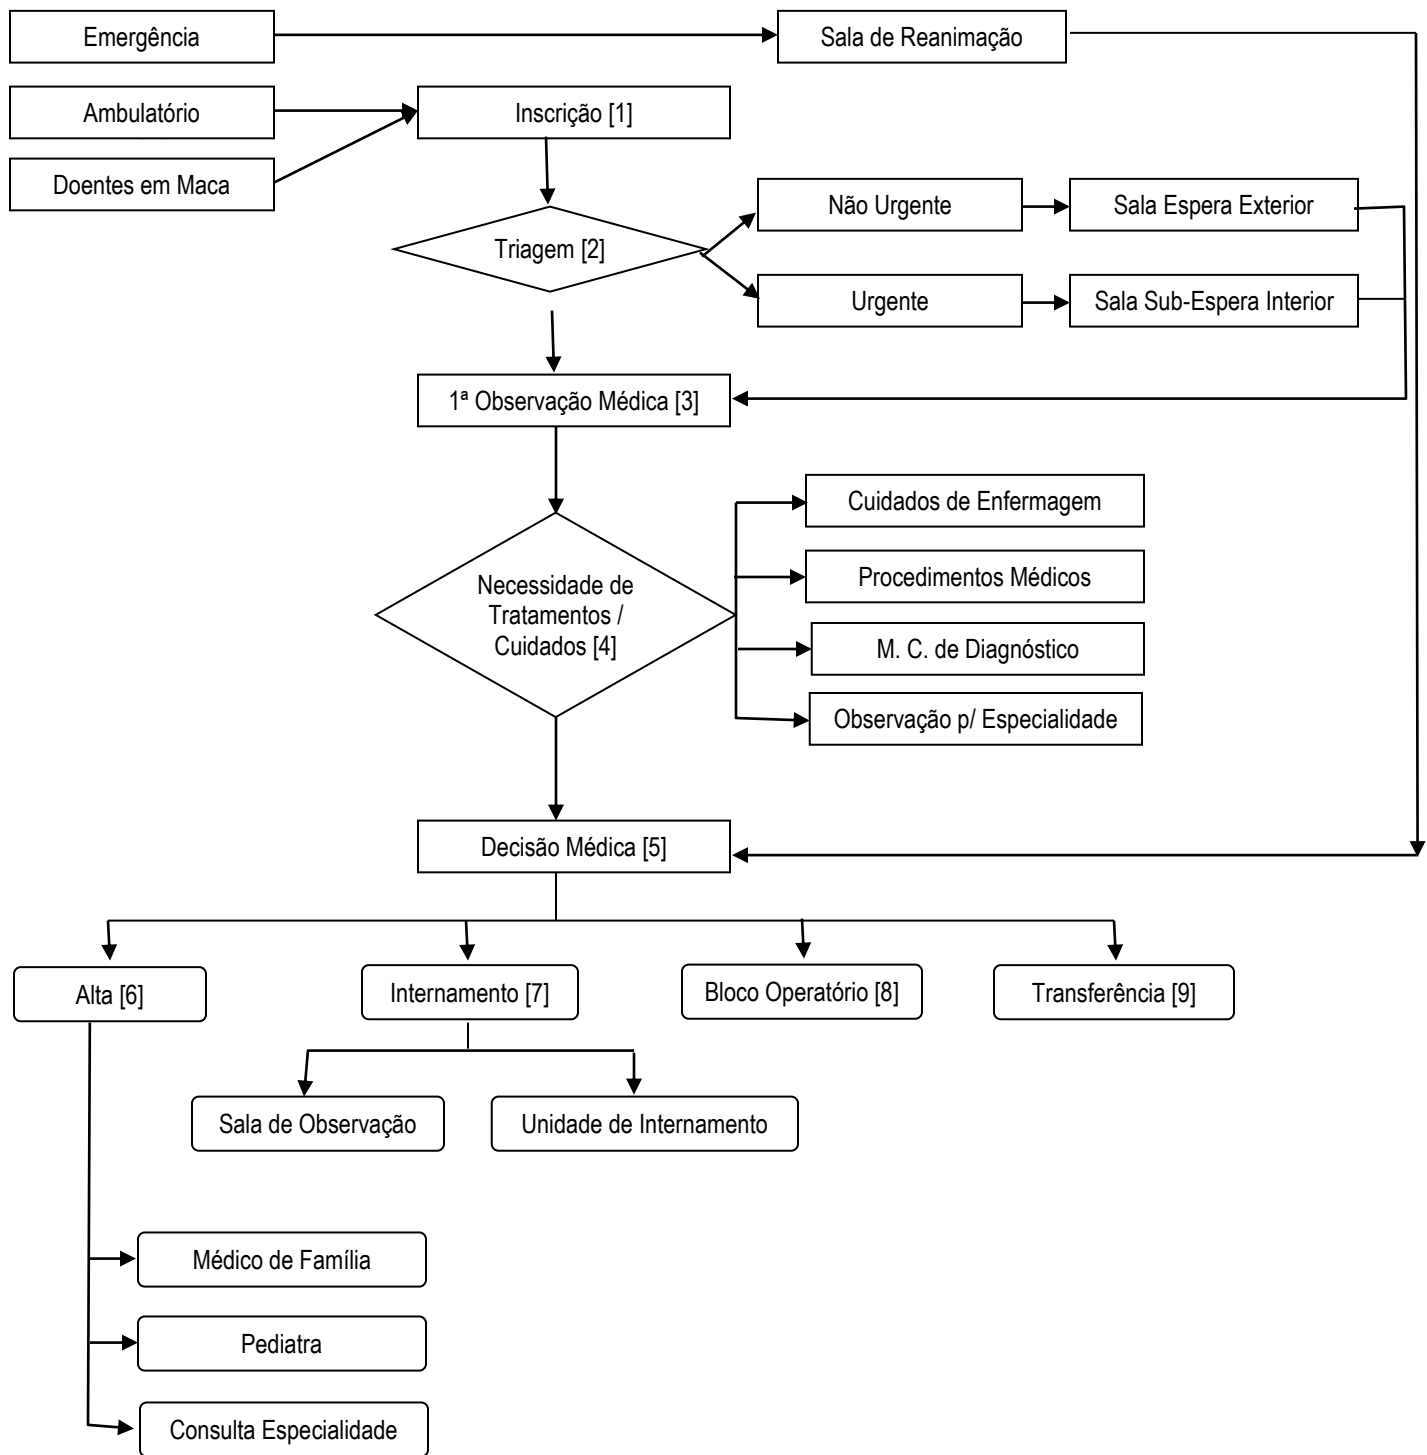 Emergência
Sala de Reanimação
Ambulatório
Inscrição [1]
Doentes em Maca
Não Urgente
Sala Espera Exterior
Triagem [2]
Urgente
Sala Sub-Espera Interior
1ª Observação Médica [3]
Cuidados de Enfermagem
Procedimentos Médicos
Necessidade de
Tratamentos /
Cuidados [4]
M. C. de Diagnóstico
Observação p/ Especialidade
Decisão Médica [5]
Alta [6]
Internamento [7]
Bloco Operatório [8]
Transferência [9]
Sala de Observação
Unidade de Internamento
Médico de Família
Pediatra
Consulta Especialidade